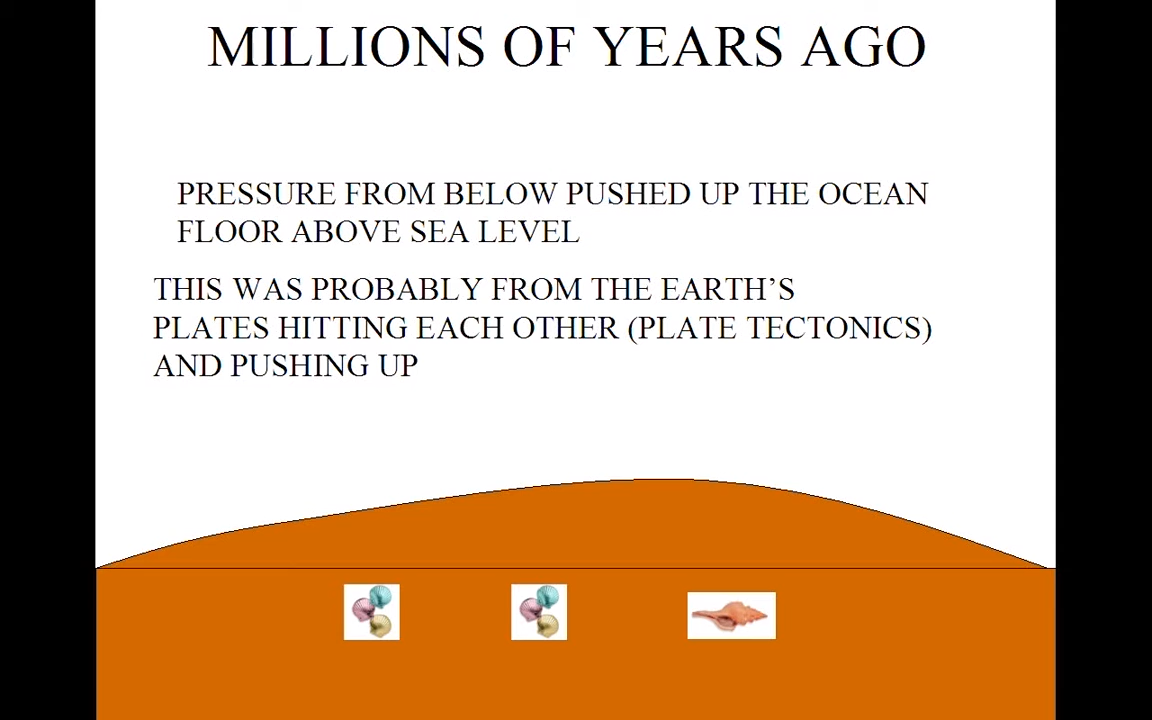 MILLIONS OF YEARS AGO
PRESSURE FROM BELOW PUSHED UP THE OCEAN
FLOOR ABOVE SEA LEVEL
THIS WAS PROBABLY FROM THE EARTH’S
PLATES HITTING EACH OTHER (PLATE TECTONICS)
AND PUSHING UP